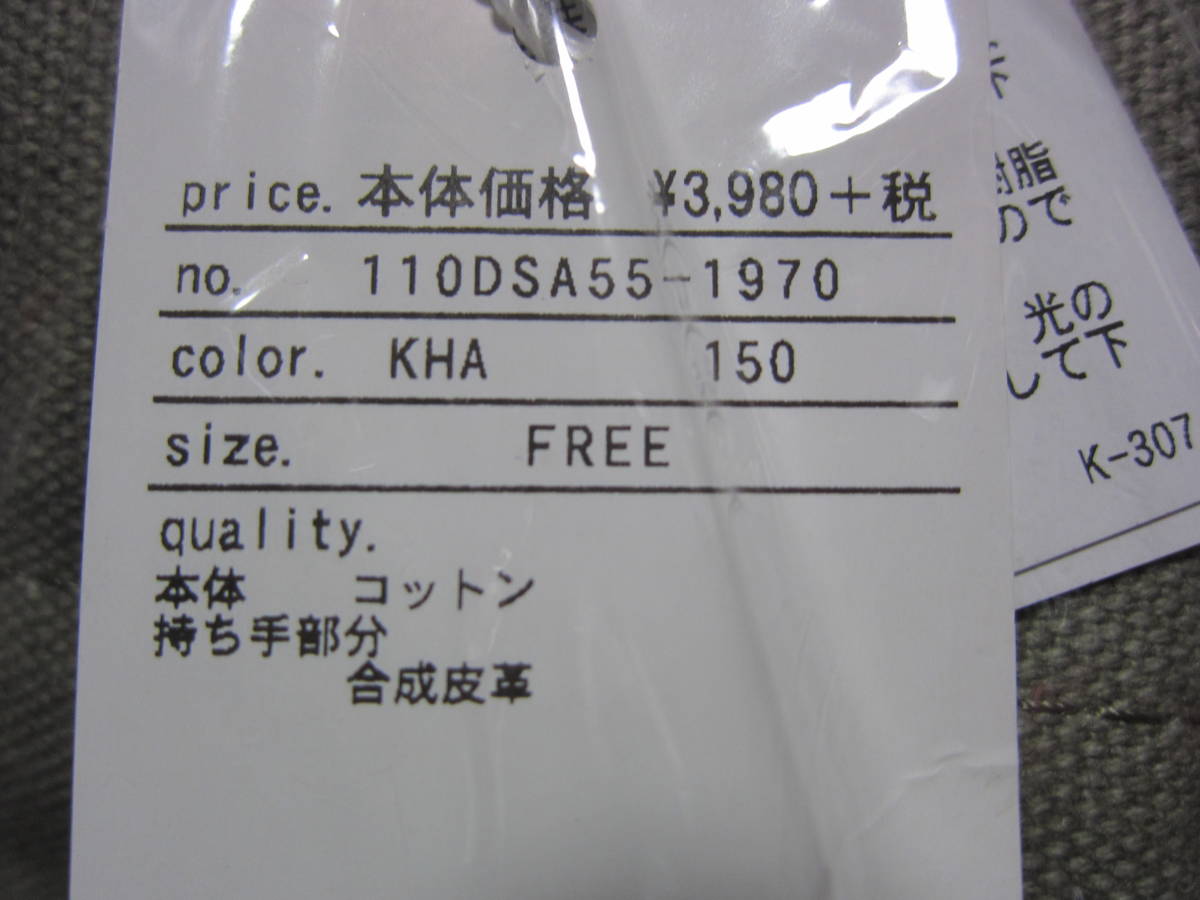 price. 本体価格 ¥3,980+税
no. 110DSA55-1970
color. KHA 150
size. FREE
quality.
本体 コットン
持ち手部分
合成皮革
樹脂
ので
光の
して下
K-307